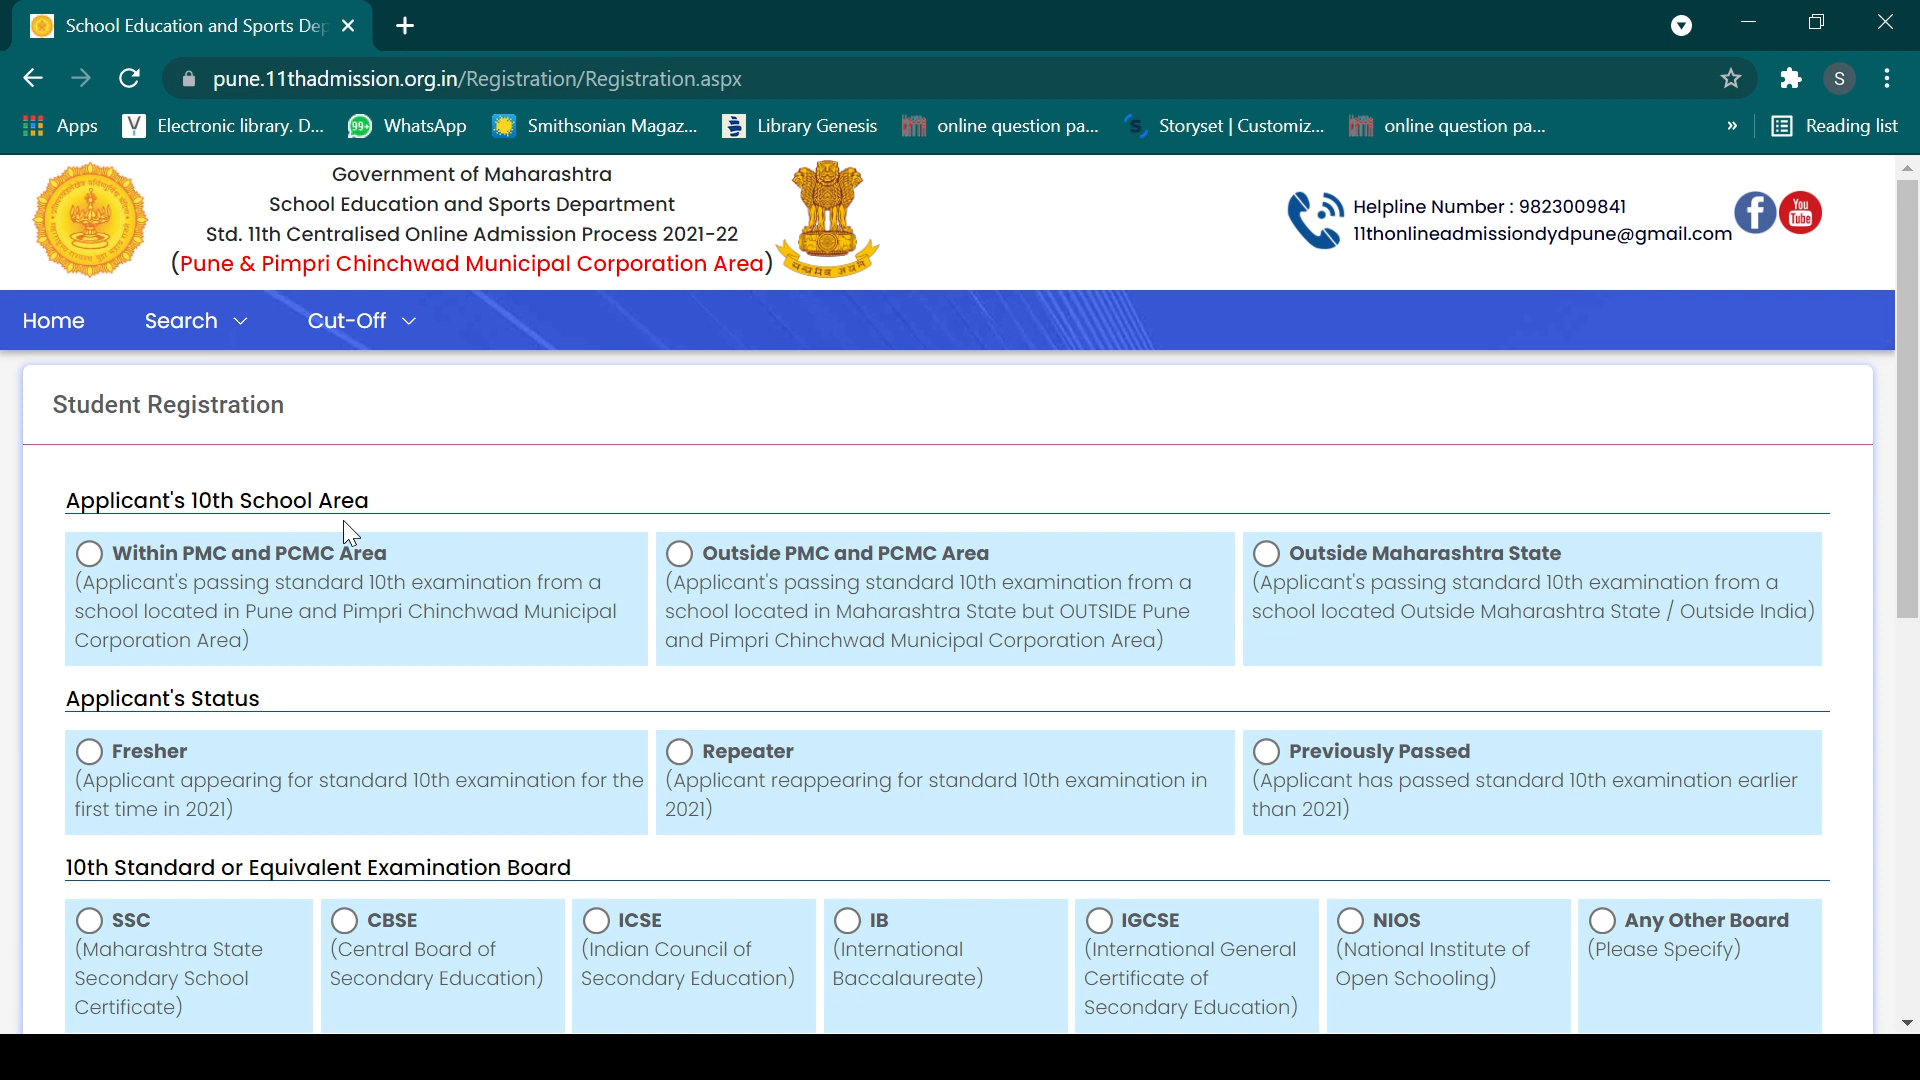 School Education and Sports Dep
pune.11thadmission.org.in/Registration/Registration.aspx
S
Apps
Electronic library. D...
99+
WhatsApp
Smithsonian Magaz...
Library Genesis
online question pa...
Storyset | Customiz...
online question pa...
»
Reading list
Government of Maharashtra
School Education and Sports Department
Std. 11th Centralised Online Admission Process 2021-22
(Pune & Pimpri Chinchwad Municipal Corporation Area)
Helpline Number : 9823009841
11thonlineadmissiondydpune@gmail.com
You
Tube
Home
Search
Cut-Off
Student Registration
Applicant's 10th School Area
Within PMC and PCMC Area
(Applicant's passing standard 10th examination from a
school located in Pune and Pimpri Chinchwad Municipal
Corporation Area)
Outside PMC and PCMC Area
(Applicant's passing standard 10th examination from a
school located in Maharashtra State but OUTSIDE Pune
and Pimpri Chinchwad Municipal Corporation Area)
Outside Maharashtra State
(Applicant's passing standard 10th examination from a
school located Outside Maharashtra State / Outside India)
Applicant's Status
Fresher
(Applicant appearing for standard 10th examination for the
first time in 2021)
Repeater
(Applicant reappearing for standard 10th examination in
2021)
Previously Passed
(Applicant has passed standard 10th examination earlier
than 2021)
10th Standard or Equivalent Examination Board
SSC
(Maharashtra State
Secondary School
Certificate)
CBSE
(Central Board of
Secondary Education)
ICSE
(Indian Council of
Secondary Education)
IB
(International
Baccalaureate)
IGCSE
(International General
Certificate of
Secondary Education)
NIOS
(National Institute of
Open Schooling)
Any Other Board
(Please Specify)